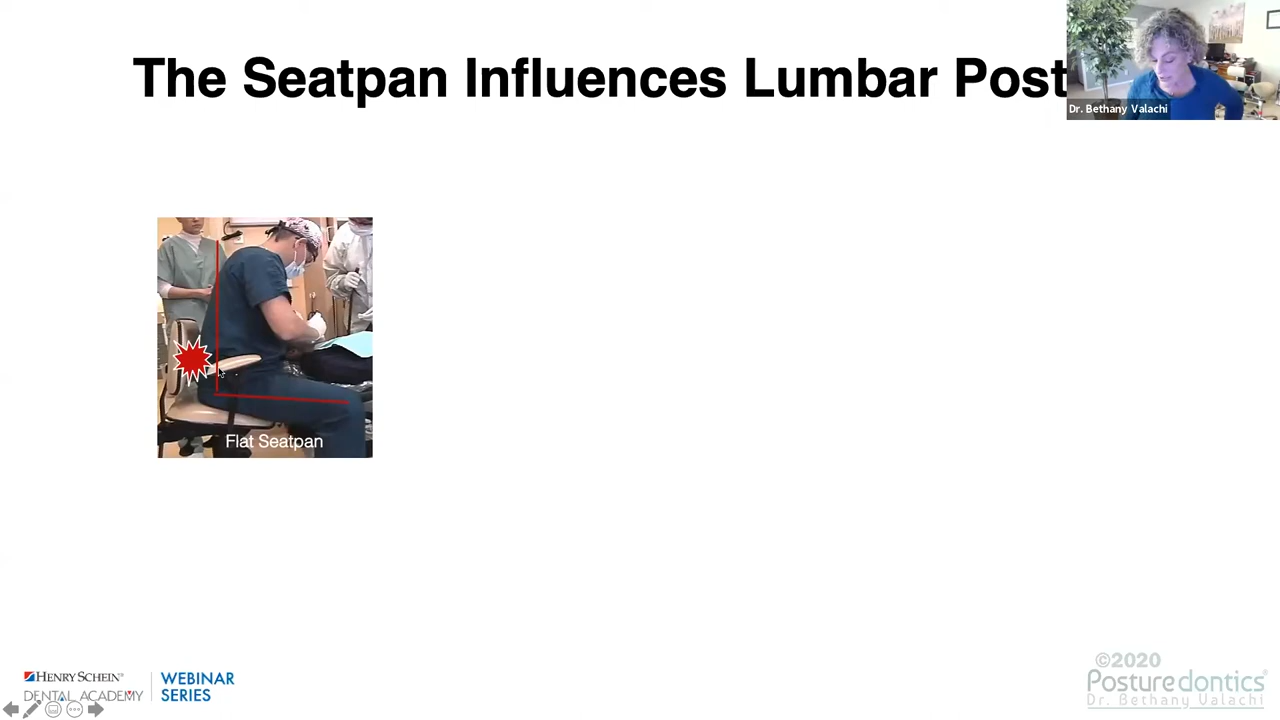 The Seatpan Influences Lumbar Post
Dr. Bethany Valachi
Flat Seatpan
HENRY SCHEIN®
DENTAL ACADEMY
WEBINAR
SERIES
©2020
Posturedontics®
Dr. Bethany Valachi